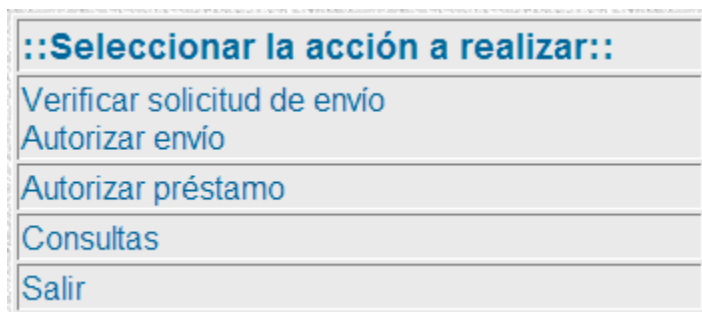 ::Seleccionar la acción a realizar::
Verificar solicitud de envío
Autorizar envío
Autorizar préstamo
Consultas
Salir